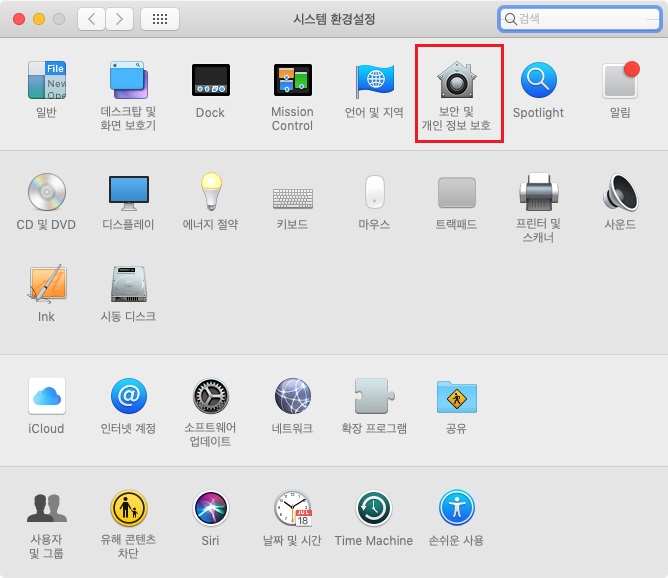 시스템 환경설정
검색
File
New
Ope
일반
데스크탑 및
화면 보호기
Dock
Mission
Control
언어 및 지역
보안 및
개인 정보 보호
Spotlight
알림
CD 및 DVD
디스플레이
에너지 절약
키보드
마우스
트랙패드
프린터 및
스캐너
사운드
Ink
시동 디스크
iCloud
@
인터넷 계정
소프트웨어
업데이트
네트워크
확장 프로그램
공유
사용자
및 그룹
유해 콘텐츠
차단
Siri
JUL
18
날짜 및 시간
Time Machine
손쉬운 사용